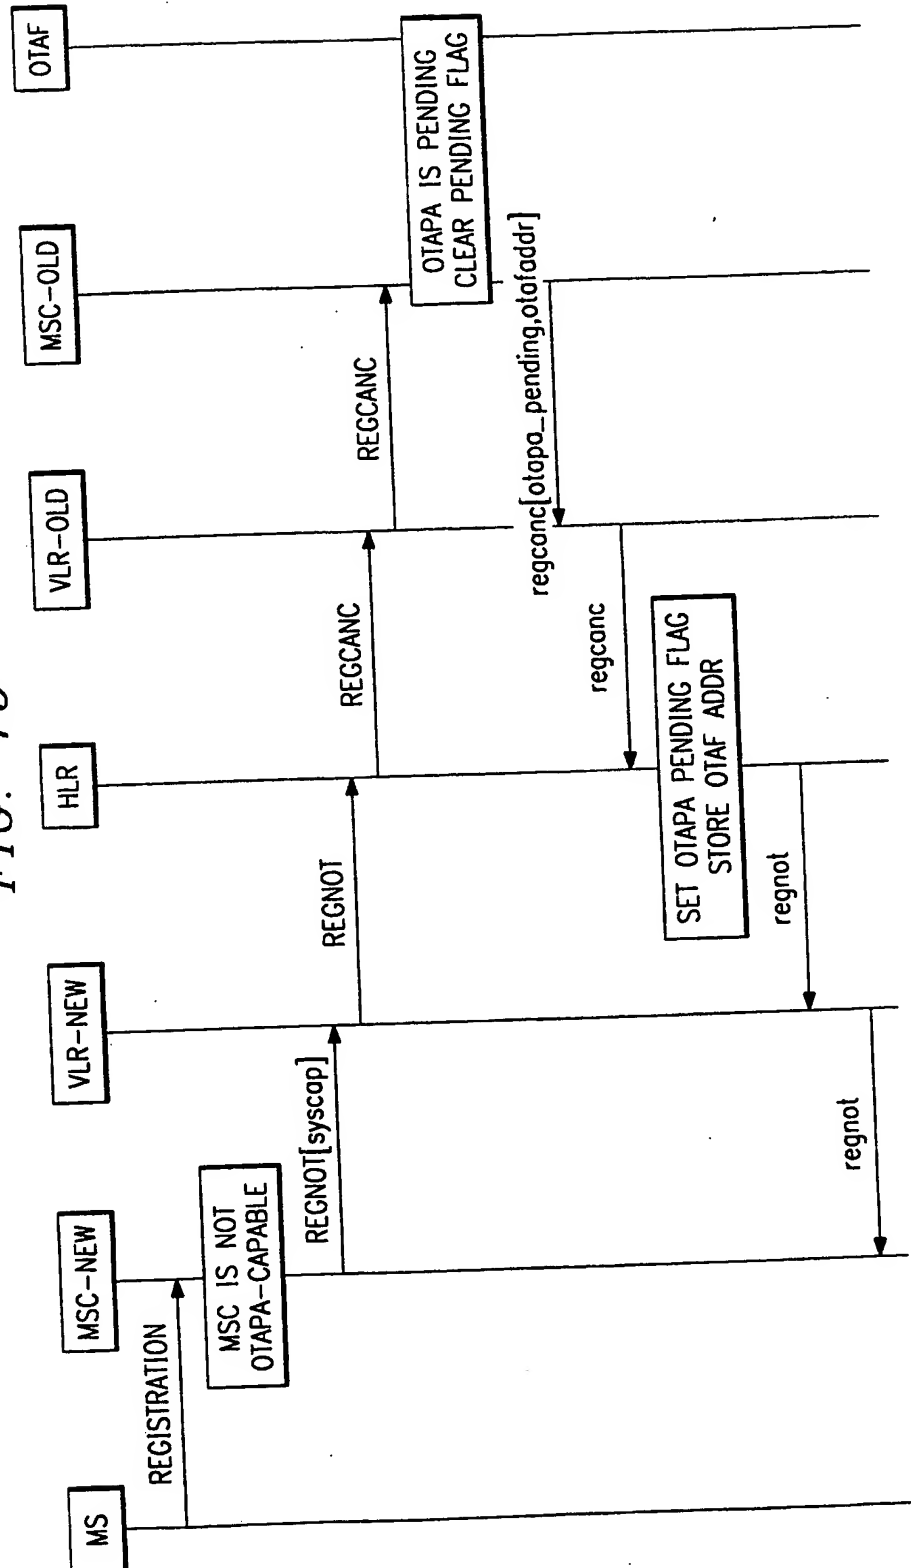 MS
MSC-NEW
VLR-NEW
HLR
VLR-OLD
MSC-OLD
OTAF
REGISTRATION
MSC IS NOT
OTAPA-CAPABLE
REGNOT[syscap]
REGNOT
REGCANC
REGCANC
OTAPA IS PENDING
CLEAR PENDING FLAG
regcanc[otapa_pending,otafaddr]
regcanc
SET OTAPA PENDING FLAG
STORE OTAF ADDR
regnot
regnot